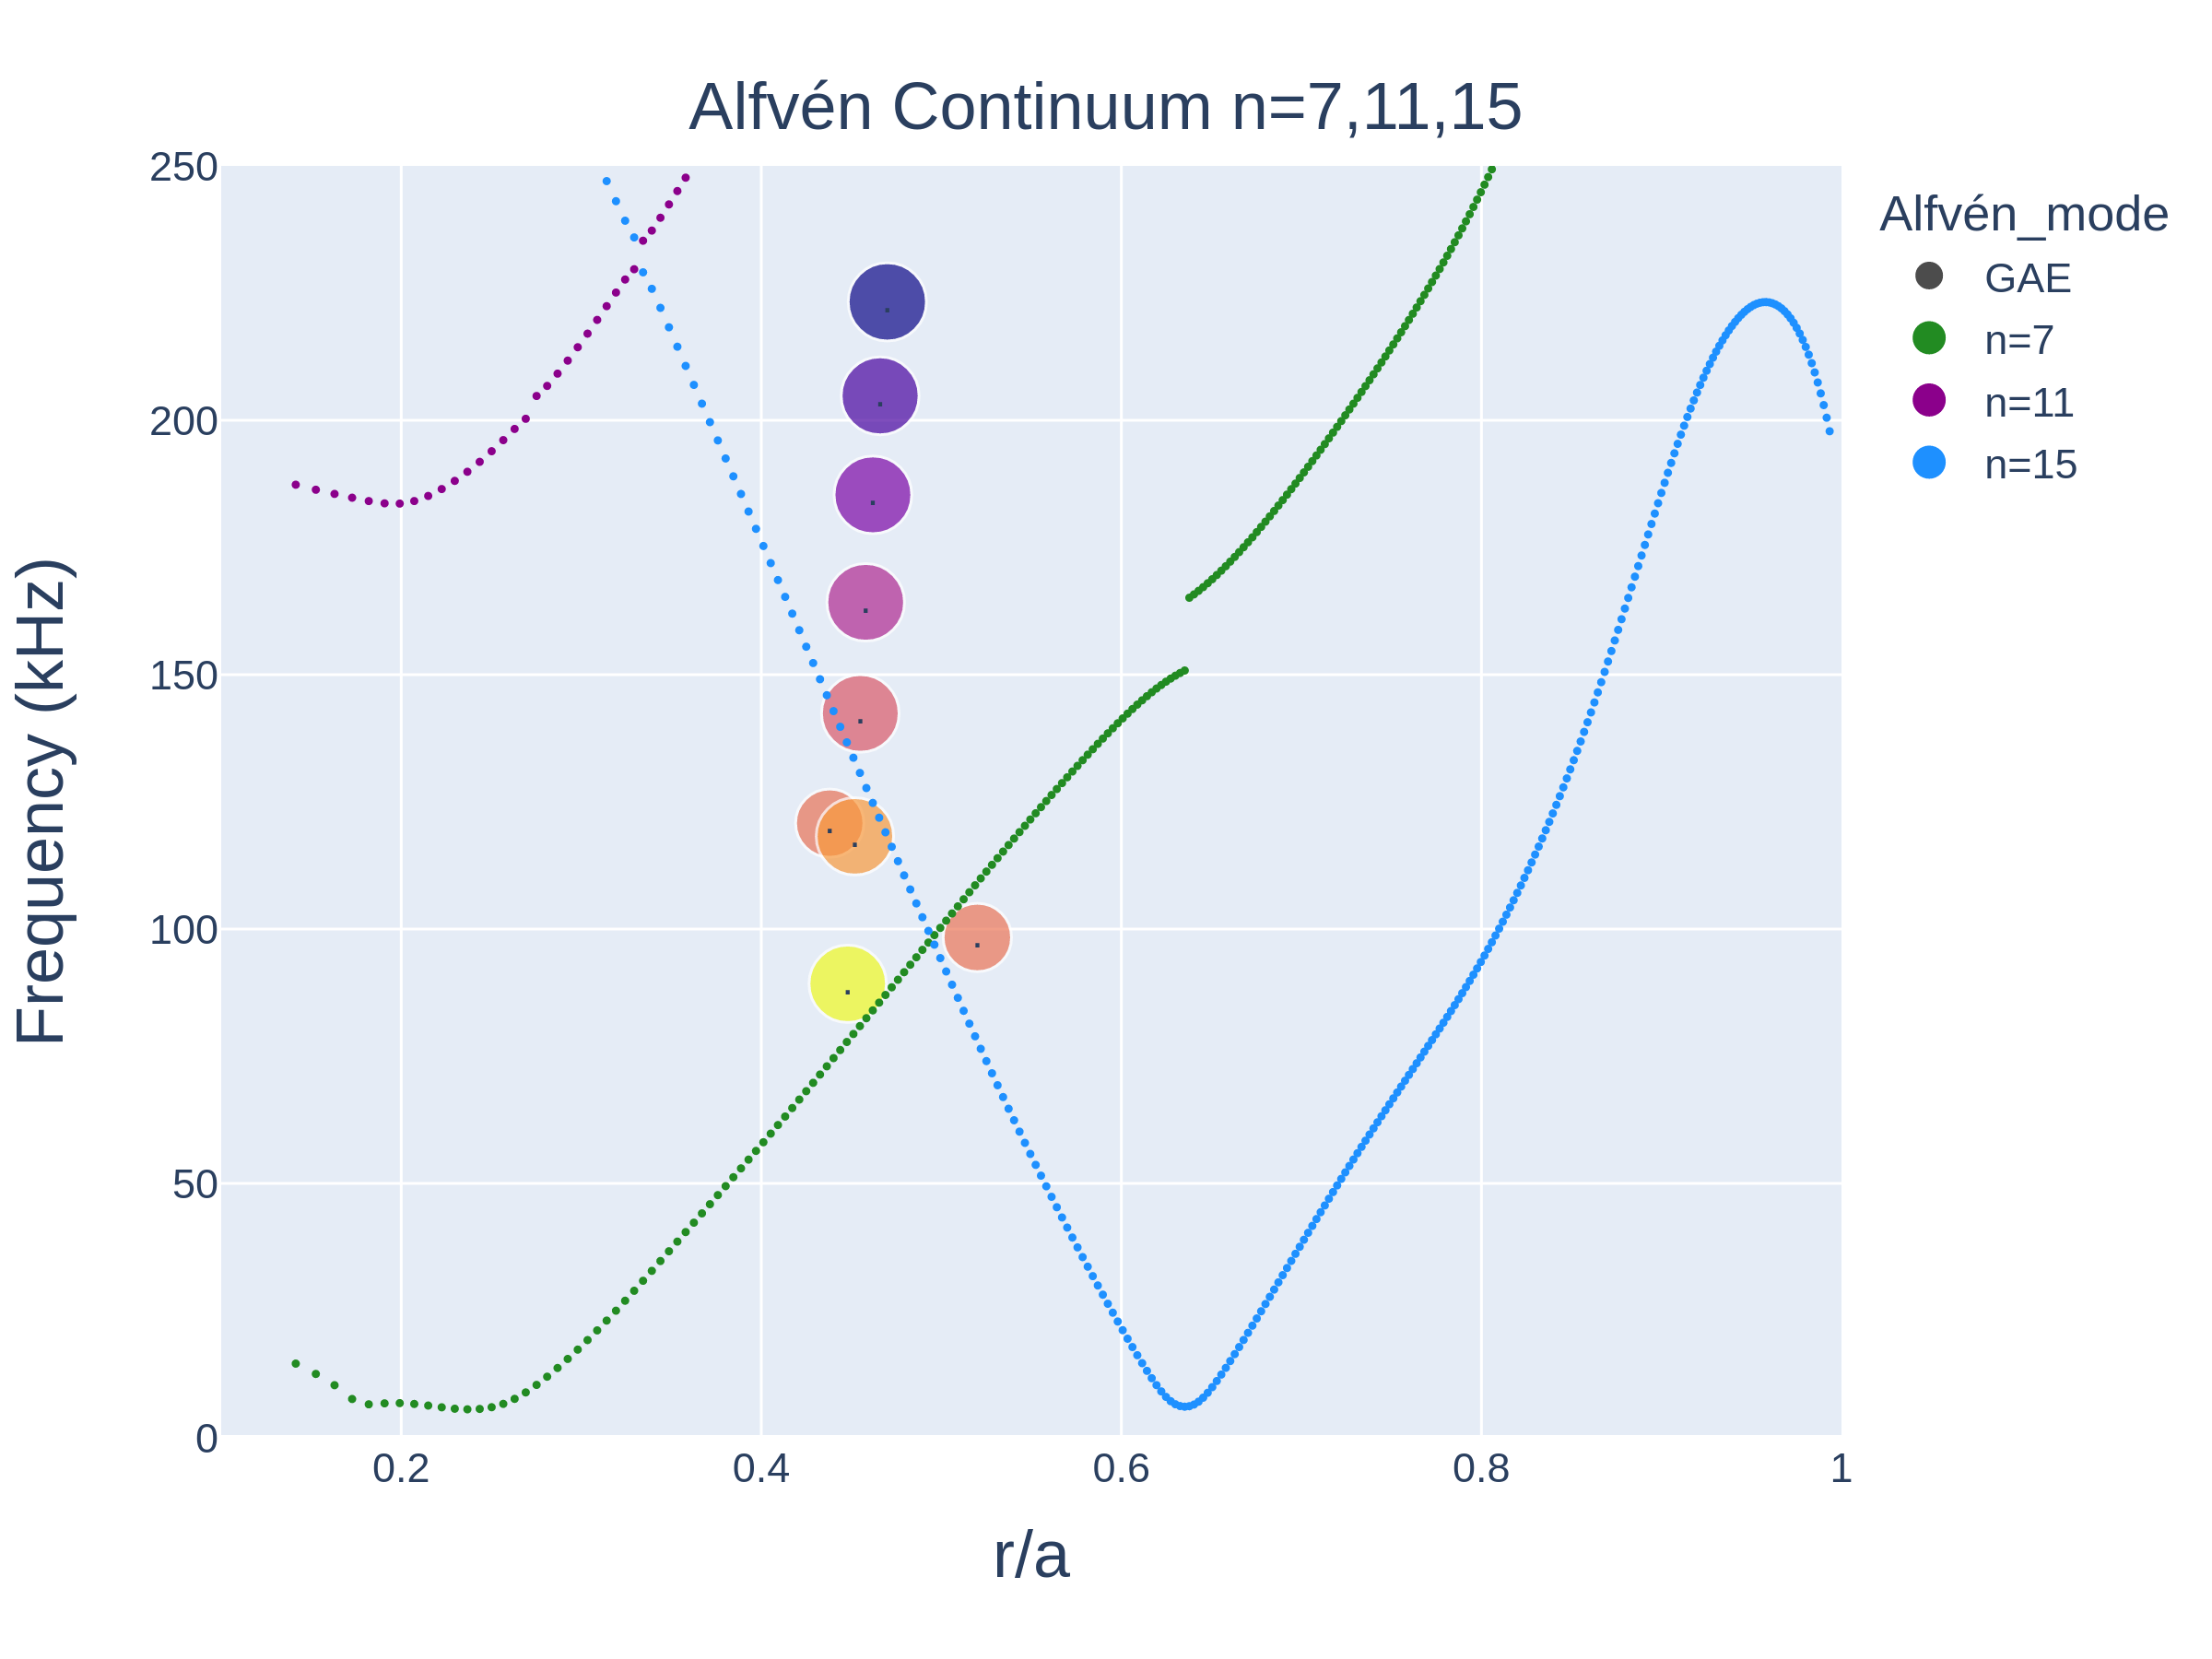 Alfvén Continuum n=7,11,15
Alfvén_mode
GAE
n=7
n=11
n=15
Frequency (kHz)
250
200
150
100
50
0
0.2
0.4
0.6
0.8
1
r/a